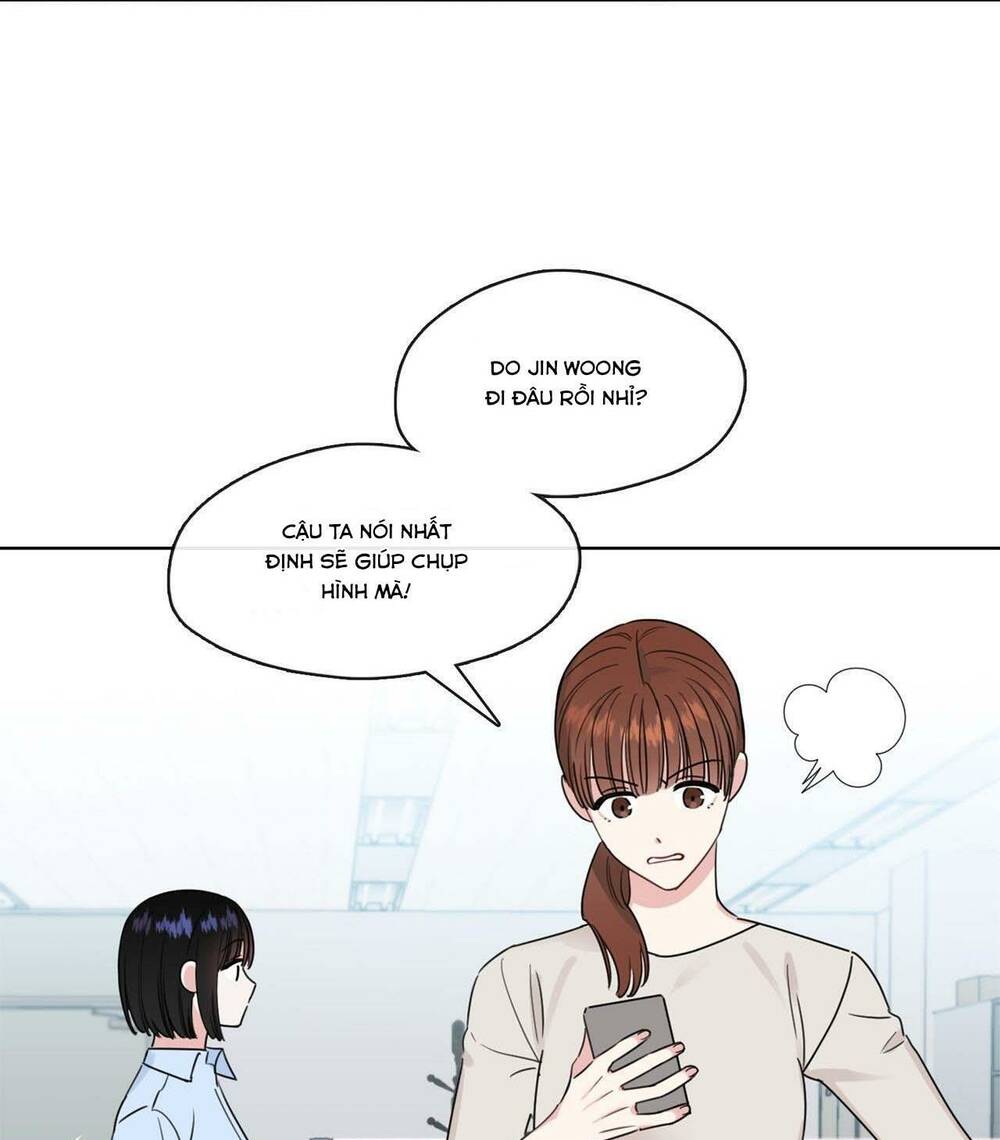 DO JIN WOONG
ĐI ĐÂU RỒI NHỈ?
CẬU TA NÓI NHẤT
ĐỊNH SẼ GIÚP CHỤP
HÌNH MÀ!